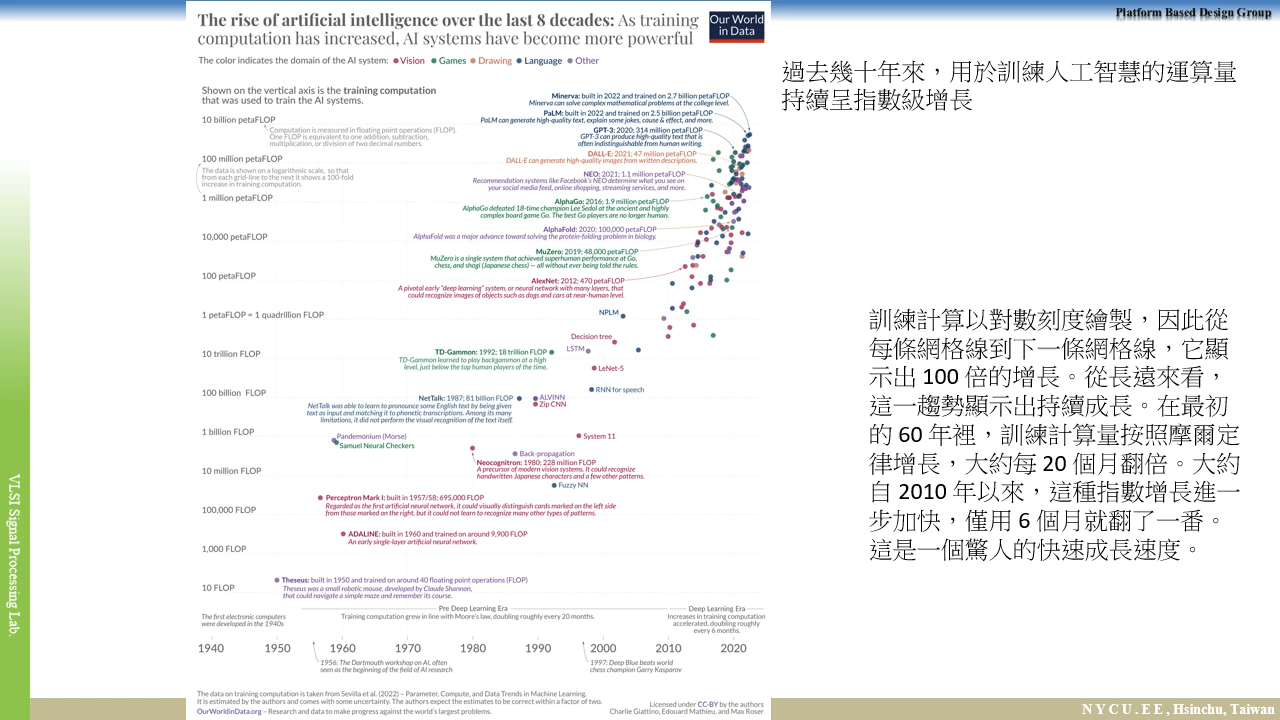 The rise of artificial intelligence over the last 8 decades: As training
computation has increased, AI systems have become more powerful
Our World
in Data
The color indicates the domain of the AI system: Vision Games Drawing Language Other
Shown on the vertical axis is the training computation
that was used to train the AI systems.
10 billion petaFLOP
Computation is measured in floating point operations (FLOP).
One FLOP is equivalent to one addition, subtraction,
multiplication, or division of two decimal numbers.
100 million petaFLOP
The data is shown on a logarithmic scale, so that
from each grid-line to the next it shows a 100-fold
increase in training computation.
1 million petaFLOP
10,000 petaFLOP
100 petaFLOP
1 petaFLOP = 1 quadrillion FLOP
10 trillion FLOP
100 billion FLOP
1 billion FLOP
10 million FLOP
100,000 FLOP
1,000 FLOP
10 FLOP
Minerva: built in 2022 and trained on 2.7 billion petaFLOP
Minerva can solve complex mathematical problems at the college level.
PaLM: built in 2022 and trained on 2.5 billion petaFLOP
PaLM can generate high-quality text, explain some jokes, cause & effect, and more.
GPT-3: 2020; 314 million petaFLOP
GPT-3 can produce high-quality text that is
often indistinguishable from human writing.
DALL-E: 2021; 47 million petaFLOP
DALL-E can generate high-quality images from written descriptions.
NEO: 2021; 1.1 million petaFLOP
Recommendation systems like Facebook's NEO determine what you see on
your social media feed, online shopping, streaming services, and more.
AlphaGo: 2016; 1.9 million petaFLOP
AlphaGo defeated 18-time champion Lee Sedol at the ancient and highly
complex board game Go. The best Go players are no longer human.
AlphaFold: 2020; 100,000 petaFLOP
AlphaFold was a major advance toward solving the protein-folding problem in biology.
MuZero: 2019; 48,000 petaFLOP
MuZero is a single system that achieved superhuman performance at Go,
chess, and shogi (Japanese chess) — all without ever being told the rules.
AlexNet: 2012; 470 petaFLOP
A pivotal early "deep learning" system, or neural network with many layers, that
could recognize images of objects such as dogs and cars at near-human level.
NPLM
Decision tree
LSTM
TD-Gammon: 1992; 18 trillion FLOP
TD-Gammon learned to play backgammon at a high
level, just below the top human players of the time.
LeNet-5
RNN for speech
NetTalk: 1987; 81 billion FLOP
NetTalk was able to learn to pronounce some English text by being given
text as input and matching it to phonetic transcriptions. Among its many
limitations, it did not perform the visual recognition of the text itself.
ALVINN
Zip CNN
Pandemonium (Morse)
Samuel Neural Checkers
System 11
Back-propagation
Neocognitron: 1980; 228 million FLOP
A precursor of modern vision systems. It could recognize
handwritten Japanese characters and a few other patterns.
Fuzzy NN
Perceptron Mark I: built in 1957/58; 695,000 FLOP
Regarded as the first artificial neural network, it could visually distinguish cards marked on the left side
from those marked on the right, but it could not learn to recognize many other types of patterns.
ADALINE: built in 1960 and trained on around 9,900 FLOP
An early single-layer artificial neural network.
Theseus: built in 1950 and trained on around 40 floating point operations (FLOP)
Theseus was a small robotic mouse, developed by Claude Shannon,
that could navigate a simple maze and remember its course.
The first electronic computers
were developed in the 1940s
Pre Deep Learning Era
Training computation grew in line with Moore's law, doubling roughly every 20 months.
Deep Learning Era
Increases in training computation
accelerated, doubling roughly
every 6 months.
1940 1950 1960 1970 1980 1990 2000 2010 2020
1956: The Dartmouth workshop on AI, often
seen as the beginning of the field of AI research
1997: Deep Blue beats world
chess champion Garry Kasparov
The data on training computation is taken from Sevilla et al. (2022) – Parameter, Compute, and Data Trends in Machine Learning.
It is estimated by the authors and comes with some uncertainty. The authors expect the estimates to be correct within a factor of two.
OurWorldinData.org – Research and data to make progress against the world's largest problems.
Licensed under CC-BY by the authors
Charlie Giattino, Edouard Mathieu, and Max Roser
Platform Based Design Group
過去幾十年來，用於訓練人工智慧的運算量
持續呈指數級增長
訓練計算以對數刻度繪製，因此從
每條網格線到下一條網格線，它顯
示出 100 倍的增長。從長遠來看，
這一趨勢顯示出持續成長。在最初
的 60 年裡，訓練計算量按照摩爾定
律增長，大約每 20 個月翻倍。大約
自 2010 年以來，這種指數增長進一
步加快，僅用 6 個月就翻了一番。
這是一個驚人的快速成長速度。
VLSI Signal Processing Lab.
NYCU.EE, Hsinchu, Taiwan